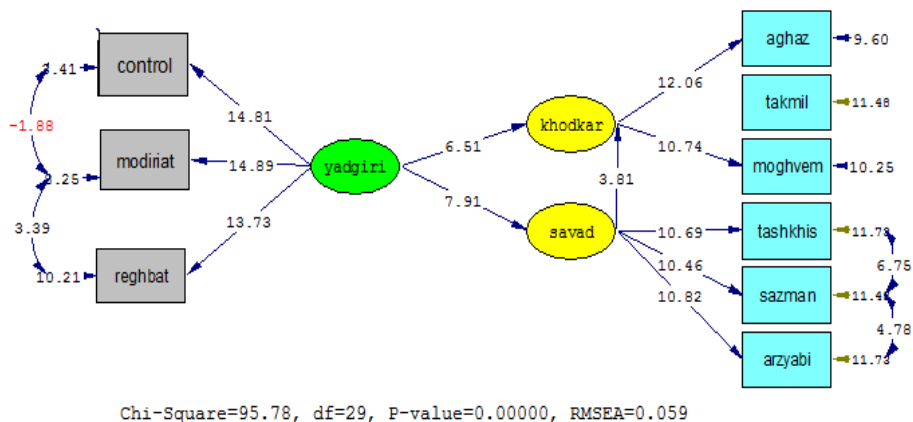 aghaz
9.60
control
3.41
12.06
takmil
11.48
-1.88
14.81
khodkar
6.51
10.74
modiriat
14.89
yadgiri
moghvem
10.25
3.81
7.91
3.39
13.73
savad
10.69
tashkhis
10.46
6.75
10.21
reghbat
10.82
sazman
4.78
arzyabi
11.73
Chi-Square=95.78, df=29, P-value=0.00000, RMSEA=0.059